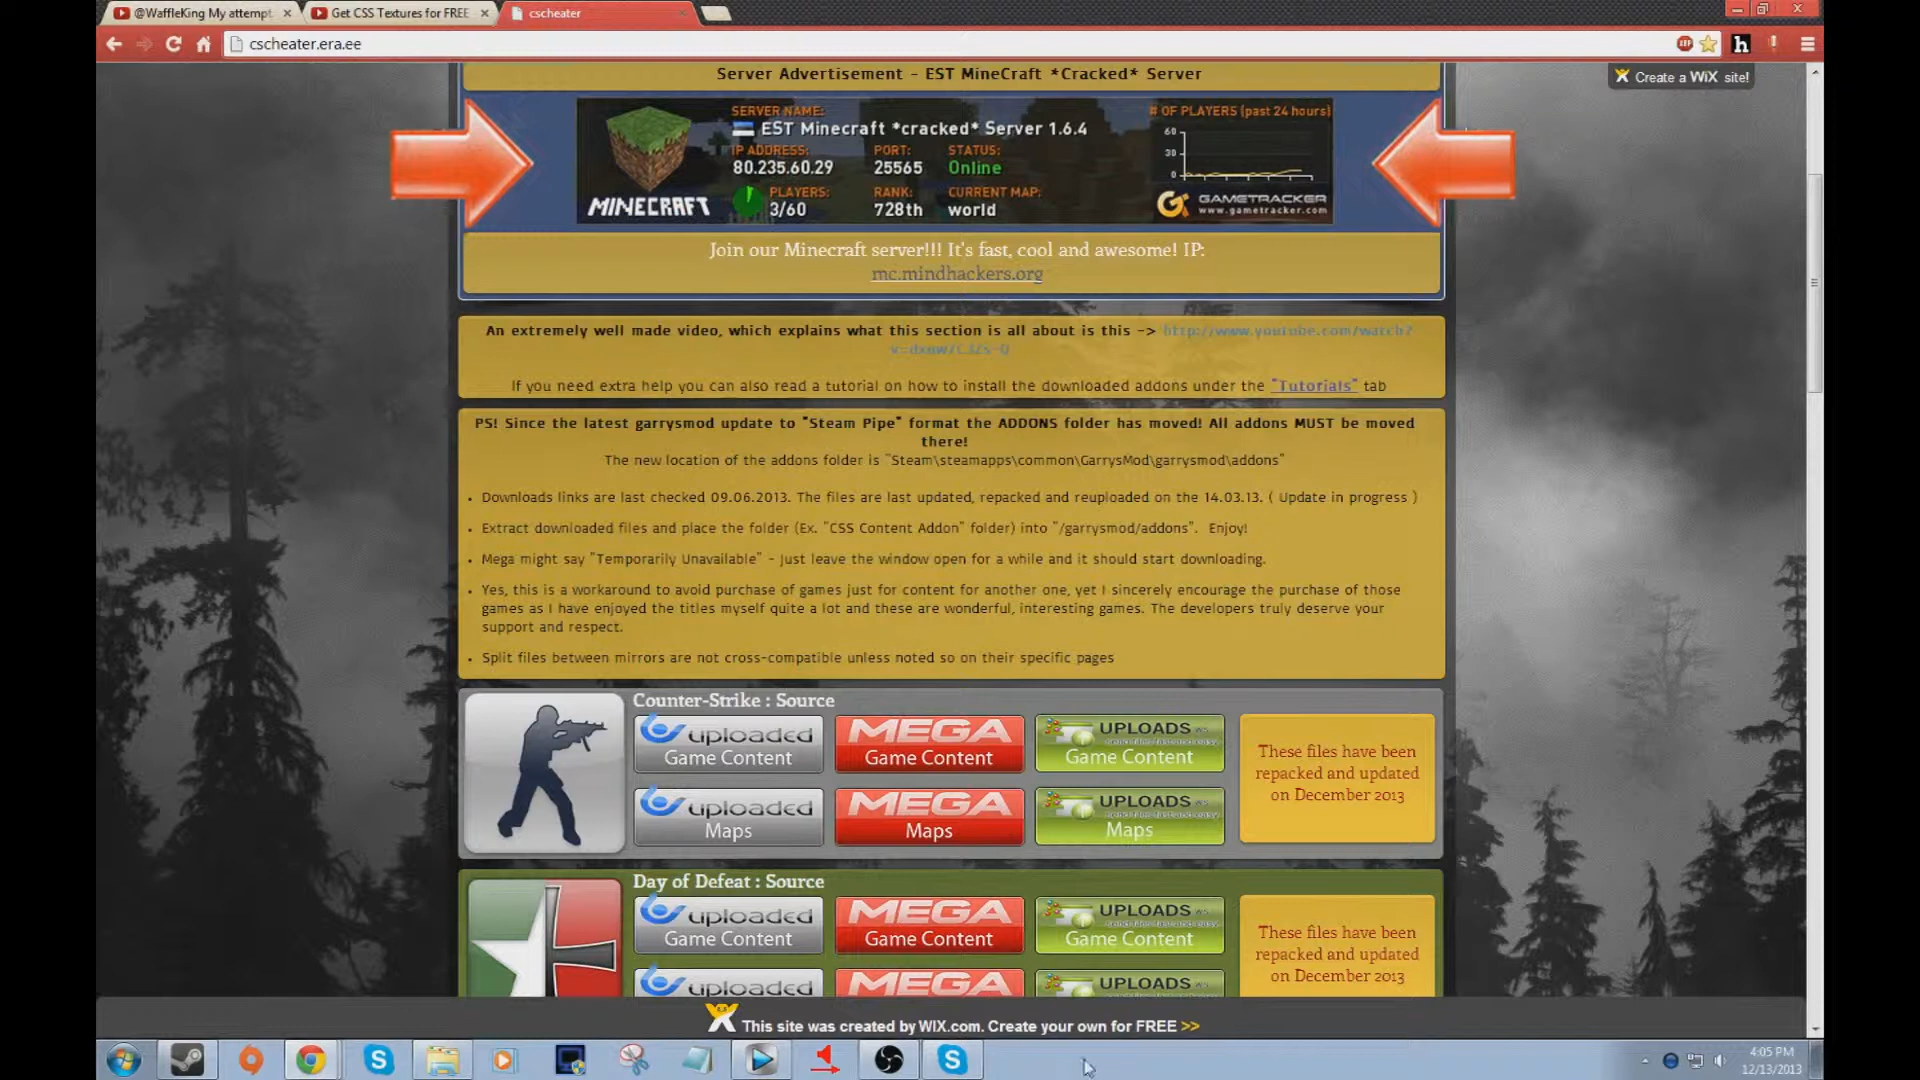 @WaffleKing My attempt
Get CSS Textures for FREE
cscheater
cscheater.era.ee
ABP
h
Create a WiX site!
Server Advertisement - EST MineCraft *Cracked* Server
SERVER NAME:
EST Minecraft *cracked* Server 1.6.4
IP ADDRESS: PORT: STATUS:
80.235.60.29 25565 Online
PLAYERS: RANK: CURRENT MAP:
3/60 728th world
MINECRAFT
# OF PLAYERS (past 24 hours)
60
30
0
GAMETRACKER
www.gametracker.com
Join our Minecraft server!!! It's fast, cool and awesome! IP:
mc.mindhackers.org
An extremely well made video, which explains what this section is all about is this -> http://www.youtube.com/watch?
If you need extra help you can also read a tutorial on how to install the downloaded addons under the "Tutorials" tab
PS! Since the latest garrysmod update to "Steam Pipe" format the ADDONS folder has moved! All addons MUST be moved
there!
The new location of the addons folder is "Steam\steamapps\common\GarrysMod\garrysmod\addons"
• Downloads links are last checked 09.06.2013. The files are last updated, repacked and reuploaded on the 14.03.13. ( Update in progress )
• Extract downloaded files and place the folder (Ex. "CSS Content Addon" folder) into "/garrysmod/addons". Enjoy!
• Mega might say "Temporarily Unavailable" - Just leave the window open for a while and it should start downloading.
• Yes, this is a workaround to avoid purchase of games just for content for another one, yet I sincerely encourage the purchase of those
games as I have enjoyed the titles myself quite a lot and these are wonderful, interesting games. The developers truly deserve your
support and respect.
• Split files between mirrors are not cross-compatible unless noted so on their specific pages
Counter-Strike : Source
uploaded
Game Content
MEGA
Game Content
UPLOADS
Game Content
uploaded
Maps
MEGA
Maps
UPLOADS
Maps
These files have been
repacked and updated
on December 2013
Day of Defeat : Source
uploaded
Game Content
MEGA
Game Content
UPLOADS
Game Content
uploaded
MEGA
UPLOADS
These files have been
repacked and updated
on December 2013
This site was created by WIX.com. Create your own for FREE >>
4:05 PM
12/13/2013